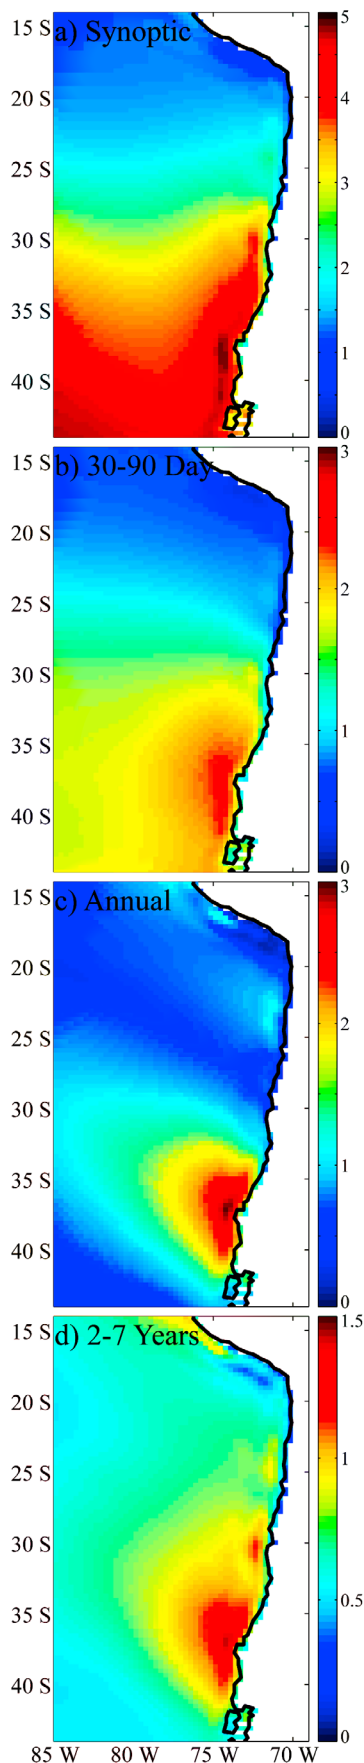 a) Synoptic
15 S
20 S
25 S
30 S
35 S
40 S
5
4
3
2
1
0
b) 30-90 Day
15 S
20 S
25 S
30 S
35 S
40 S
3
2
1
0
c) Annual
15 S
20 S
25 S
30 S
35 S
40 S
3
2
1
0
d) 2-7 Years
15 S
20 S
25 S
30 S
35 S
40 S
1.5
1
0.5
0
85 W 80 W 75 W 70 W